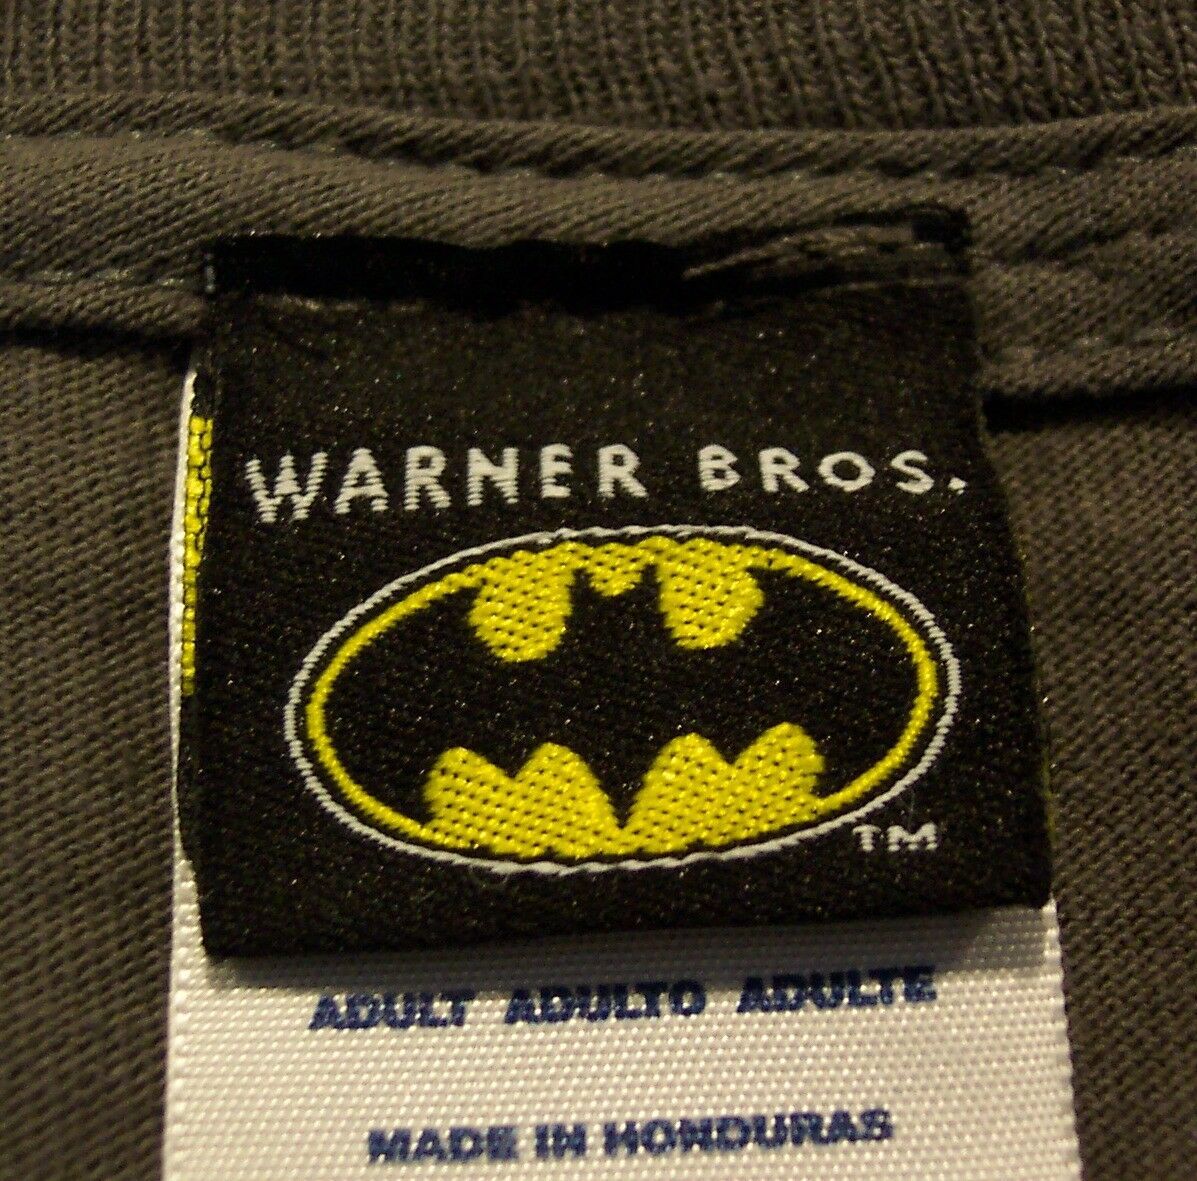 WARNER BROS.
TM
ADULT ADULTO ADULTE
MADE IN HONDURAS